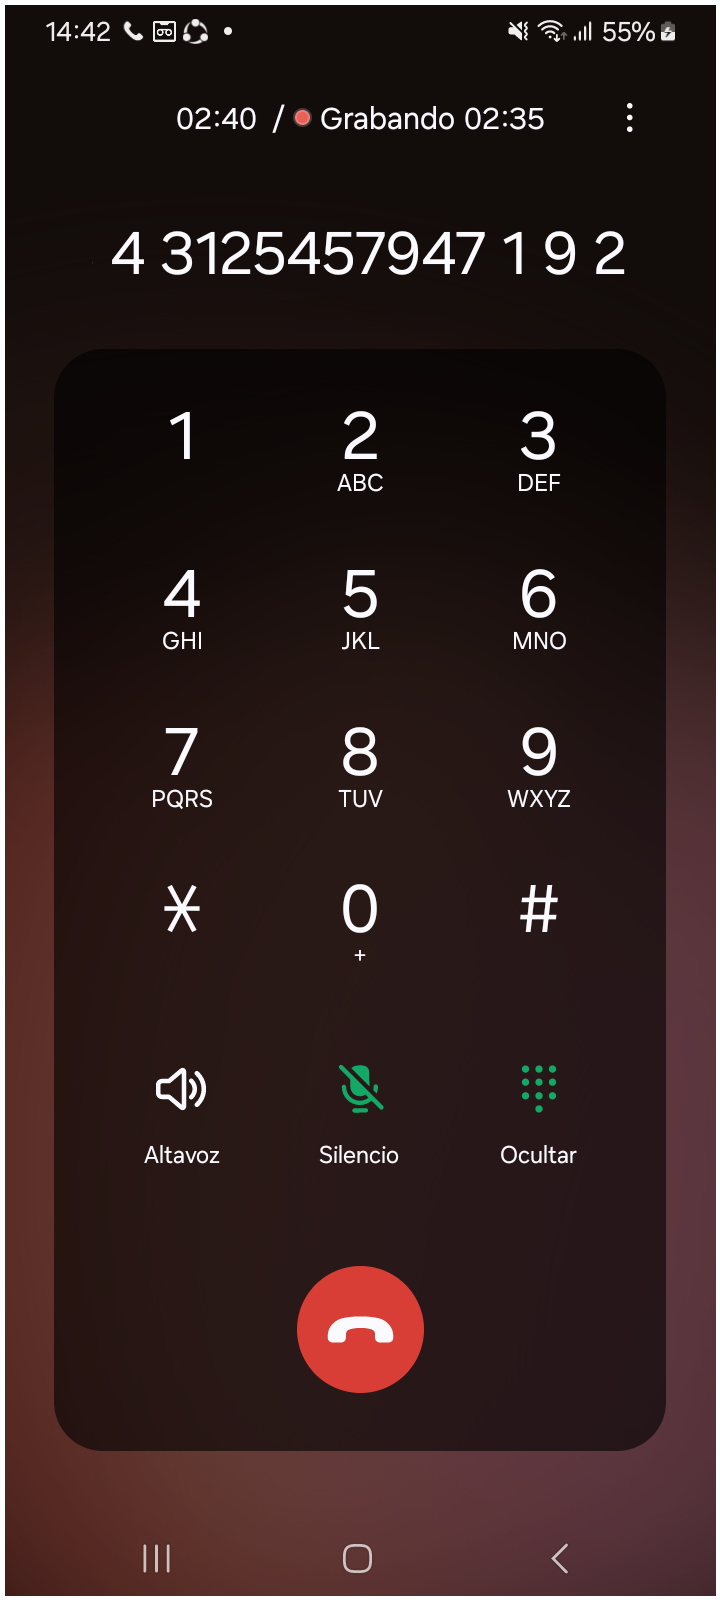 14:42 55%
02:40 / Grabando 02:35
4 3125457947 1 9 2
1 2 3
ABC DEF
4 5 6
GHI JKL MNO
7 8 9
PQRS TUV WXYZ
* 0 #
+
Altavoz Silencio Ocultar